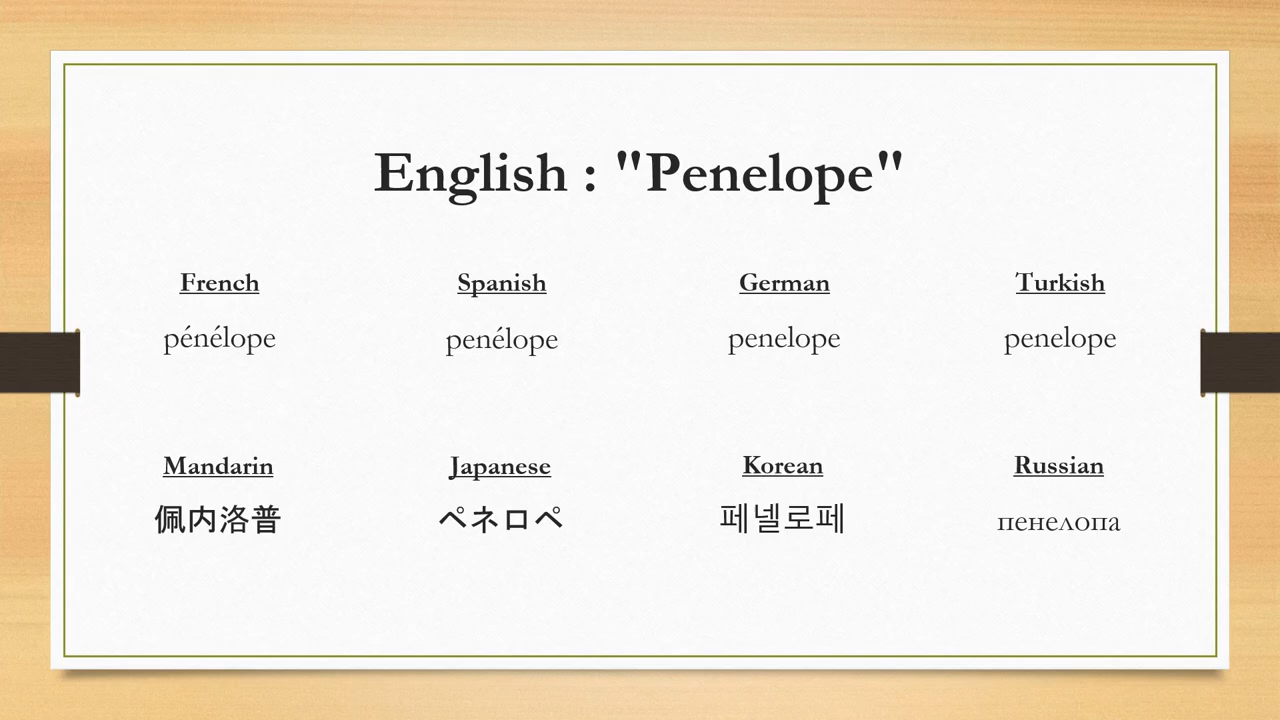 English : "Penelope"
French Spanish German Turkish
pénélope penélope penelope penelope
Mandarin Japanese Korean Russian
佩内洛普 ペネロペ 페넬로페 пенелопа